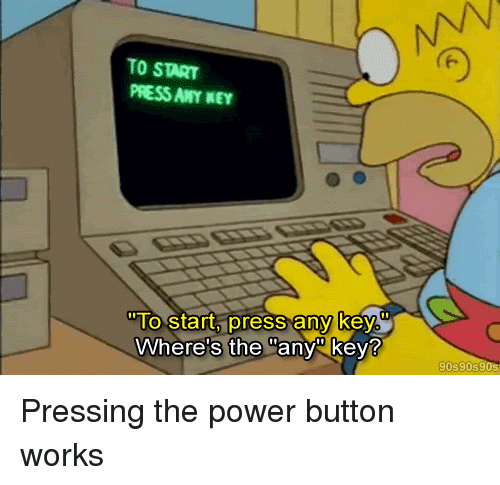 TO START
PRESS ANY KEY
"To start, press any key."
Where's the "any" key?
90s90s90s
Pressing the power button
works